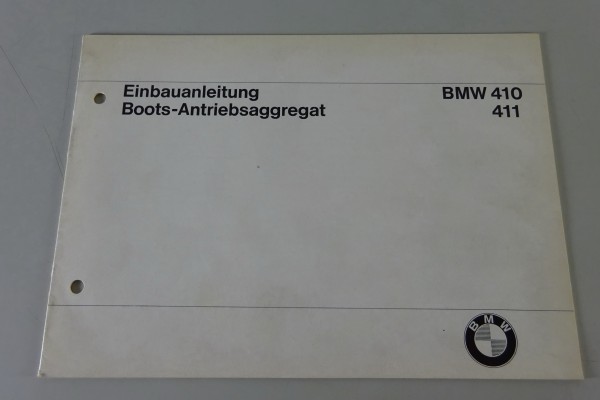 Einbauanleitung BMW 410
Boots-Antriebsaggregat 411
BMW